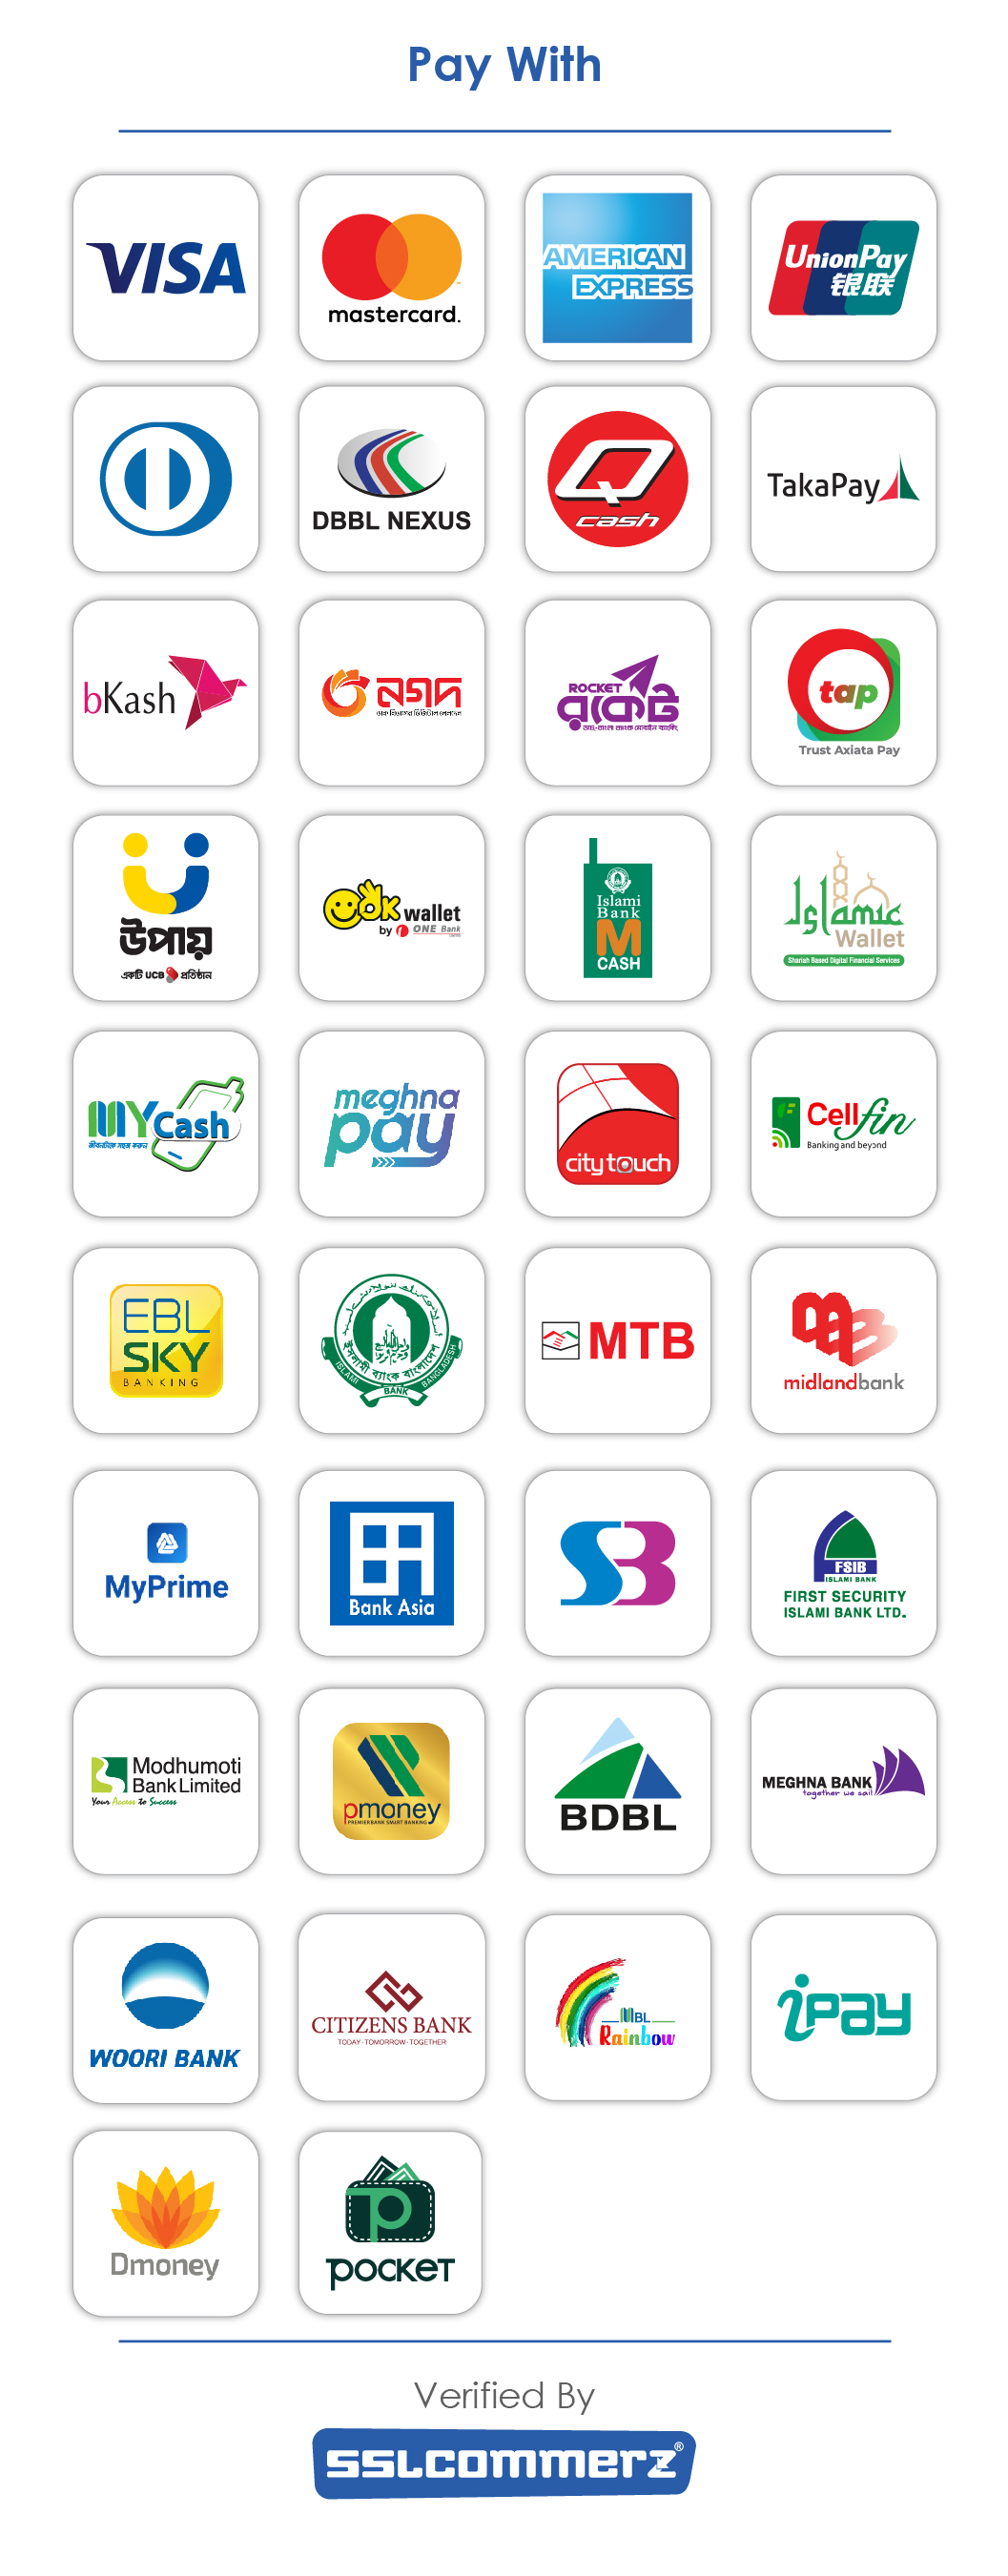 Pay With
VISA
mastercard.
AMERICAN
EXPRESS
UnionPay
银联
DBBL NEXUS
Q
cash
TakaPay
bKash
নগদ
ডাক বিভাগের ডিজিটাল লেনদেন
ROCKET
রকেট
ডাচ্-বাংলা ব্যাংক মোবাইল ব্যাংকিং
tap
Trust Axiata Pay
উপায়
একটি UCB প্রতিষ্ঠান
OK wallet
by ONE Bank
Islami
Bank
M
CASH
Islamic
Wallet
Shariah Based Digital Financial Services
MYCash
meghna
pay
citytouch
Cellfin
Banking and beyond
EBL
SKY
BANKING
ইসলামী ব্যাংক বাংলাদেশ
ISLAMI BANK BANGLADESH
MTB
midlandbank
MyPrime
Bank Asia
SB
FSIB
ISLAMI BANK
FIRST SECURITY
ISLAMI BANK LTD.
Modhumoti
Bank Limited
Your Access to Success
pmoney
PREMIER BANK SMART BANKING
BDBL
MEGHNA BANK
together we sail
WOORI BANK
CITIZENS BANK
TODAY · TOMORROW · TOGETHER
MBL
Rainbow
ipay
Dmoney
POCKET
Verified By
SSLCOMMERZ®